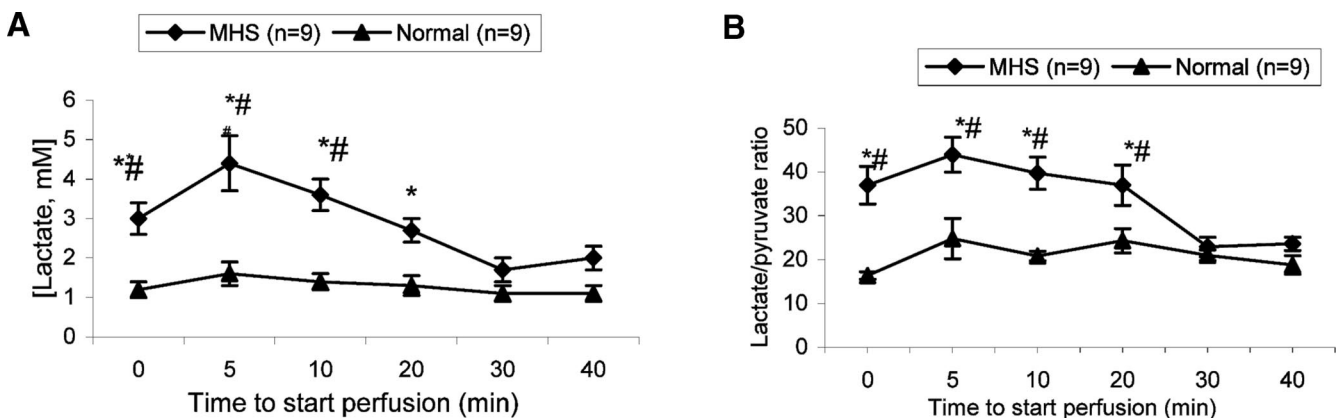 A
MHS (n=9) Normal (n=9)
[Lactate, mM]
6
5
4
3
2
1
0
*#
*#
#
*#
*
0 5 10 20 30 40
Time to start perfusion (min)
B
MHS (n=9) Normal (n=9)
Lactate/pyruvate ratio
50
40
30
20
10
0
*#
*#
*#
*#
0 5 10 20 30 40
Time to start perfusion (min)